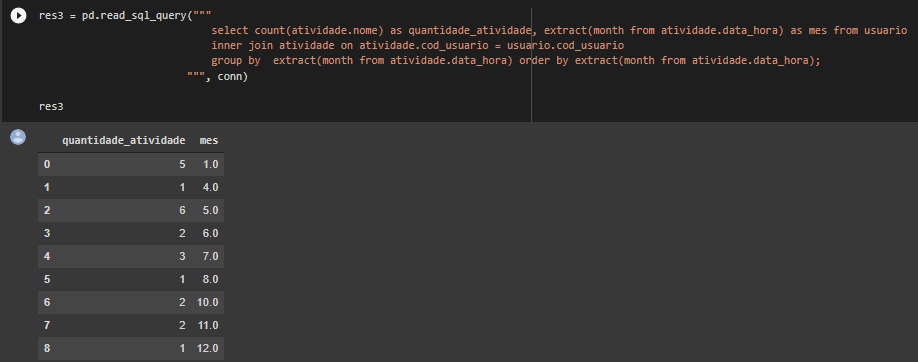 res3 = pd.read_sql_query("""
select count(atividade.nome) as quantidade_atividade, extract(month from atividade.data_hora) as mes from usuario
inner join atividade on atividade.cod_usuario = usuario.cod_usuario
group by  extract(month from atividade.data_hora) order by extract(month from atividade.data_hora);
""", conn)
res3
quantidade_atividade mes
0 5 1.0
1 1 4.0
2 6 5.0
3 2 6.0
4 3 7.0
5 1 8.0
6 2 10.0
7 2 11.0
8 1 12.0